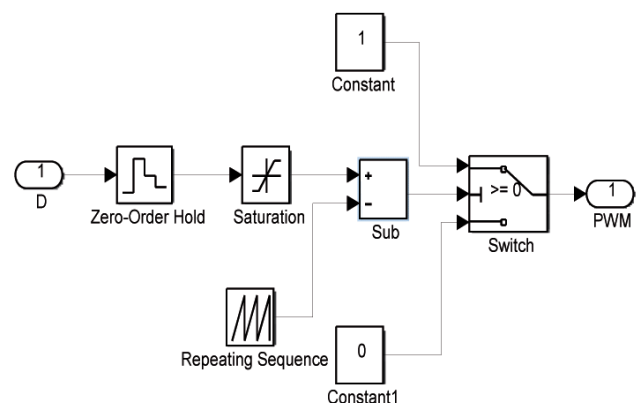 1
Constant
1
D
Zero-Order Hold
Saturation
+
−
Sub
>= 0
Switch
1
PWM
Repeating Sequence
0
Constant1